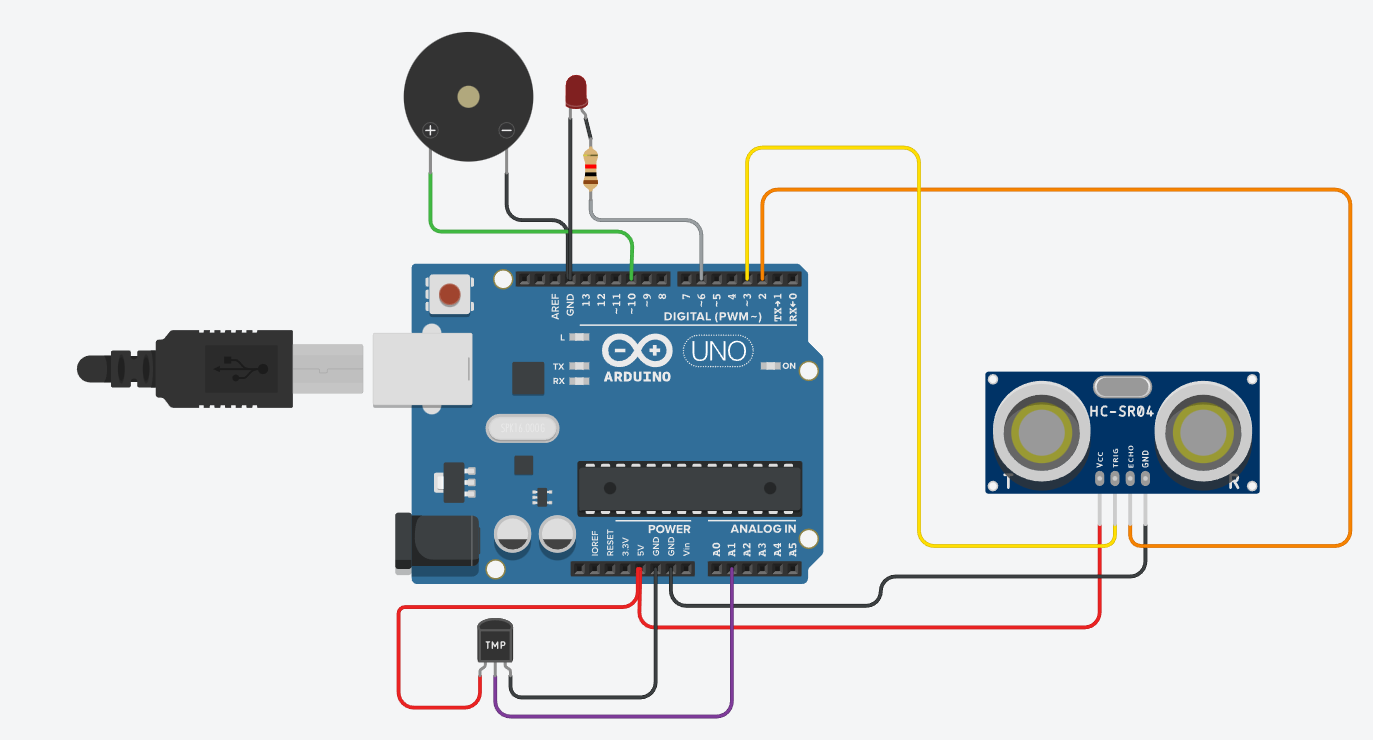 + −
AREF
GND
13
12
~11
~10
~9
8
7
~6
~5
4
~3
2
TX→1
RX←0
DIGITAL (PWM~)
L
TX
RX
UNO
ON
ARDUINO
HC-SR04
VCC
TRIG
ECHO
GND
T
R
POWER
ANALOG IN
IOREF
RESET
3.3V
5V
GND
GND
Vin
A0
A1
A2
A3
A4
A5
TMP